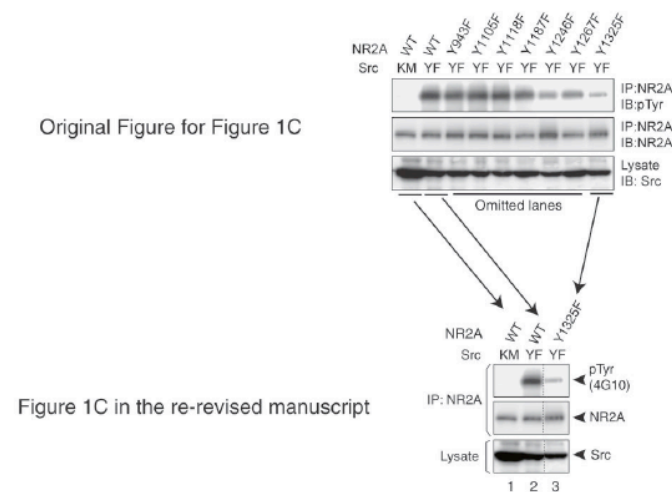 NR2A WT WT Y943F Y1105F Y1118F Y1187F Y1246F Y1267F Y1325F
Src KM YF YF YF YF YF YF YF YF
IP:NR2A
IB:pTyr
Original Figure for Figure 1C
IP:NR2A
IB:NR2A
Lysate
IB: Src
Omitted lanes
NR2A WT WT Y1325F
Src KM YF YF
pTyr
(4G10)
IP: NR2A
NR2A
Figure 1C in the re-revised manuscript
Lysate
Src
1 2 3